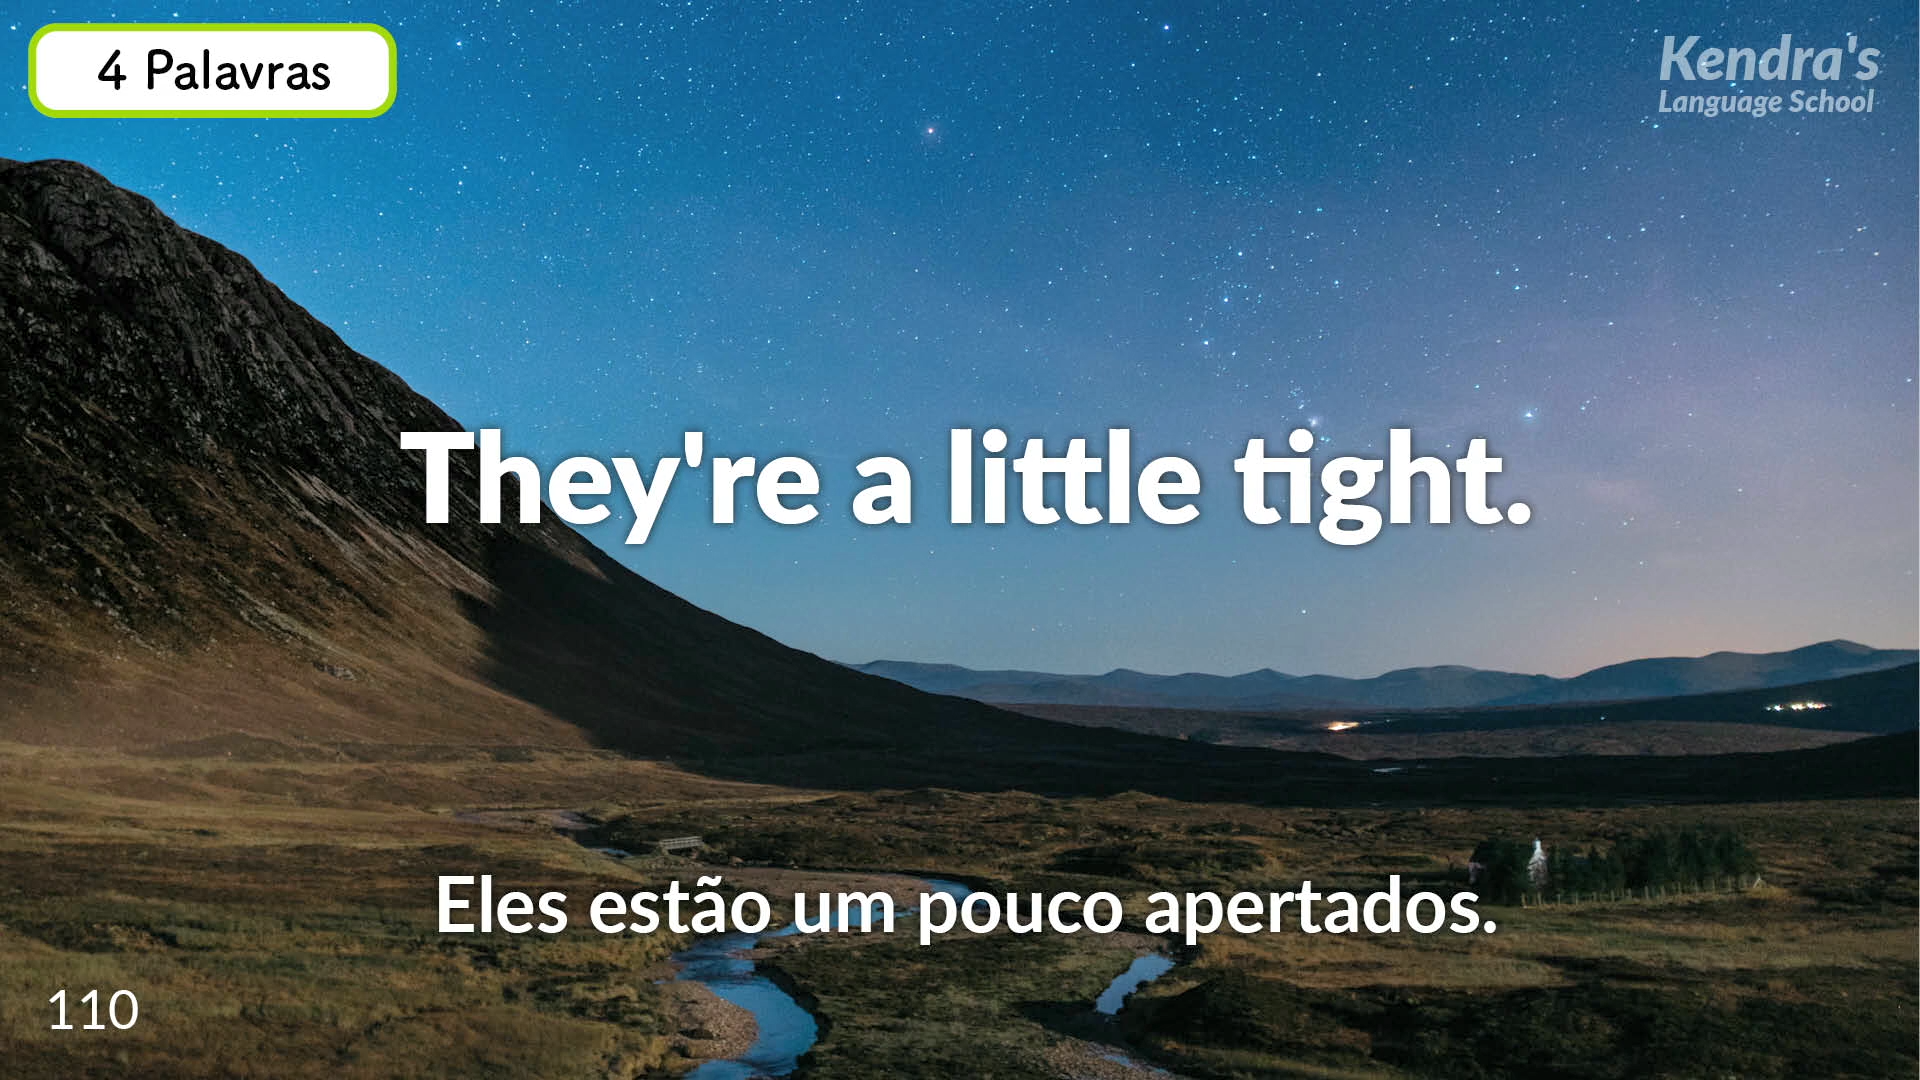 4 Palavras
Kendra's
Language School
They're a little tight.
Eles estão um pouco apertados.
110